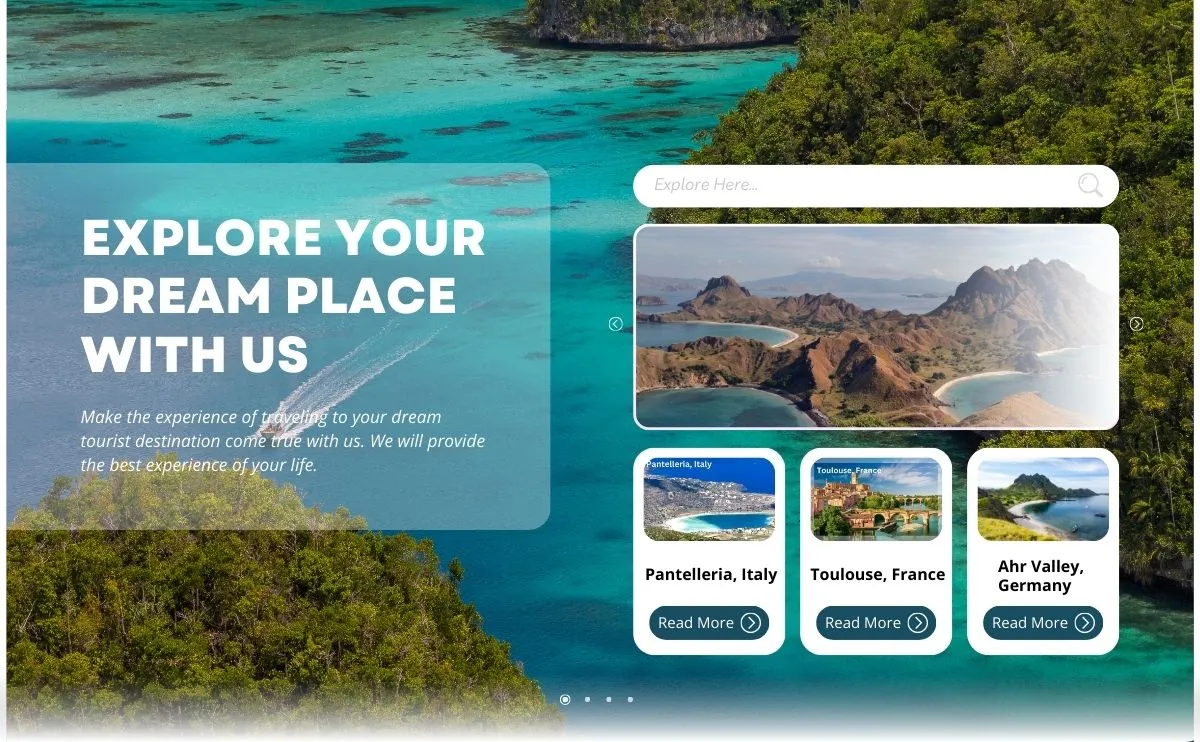 EXPLORE YOUR
DREAM PLACE
WITH US
Make the experience of traveling to your dream
tourist destination come true with us. We will provide
the best experience of your life.
Explore Here...
Pantelleria, Italy
Pantelleria, Italy
Read More
Toulouse, France
Toulouse, France
Read More
Ahr Valley,
Germany
Read More